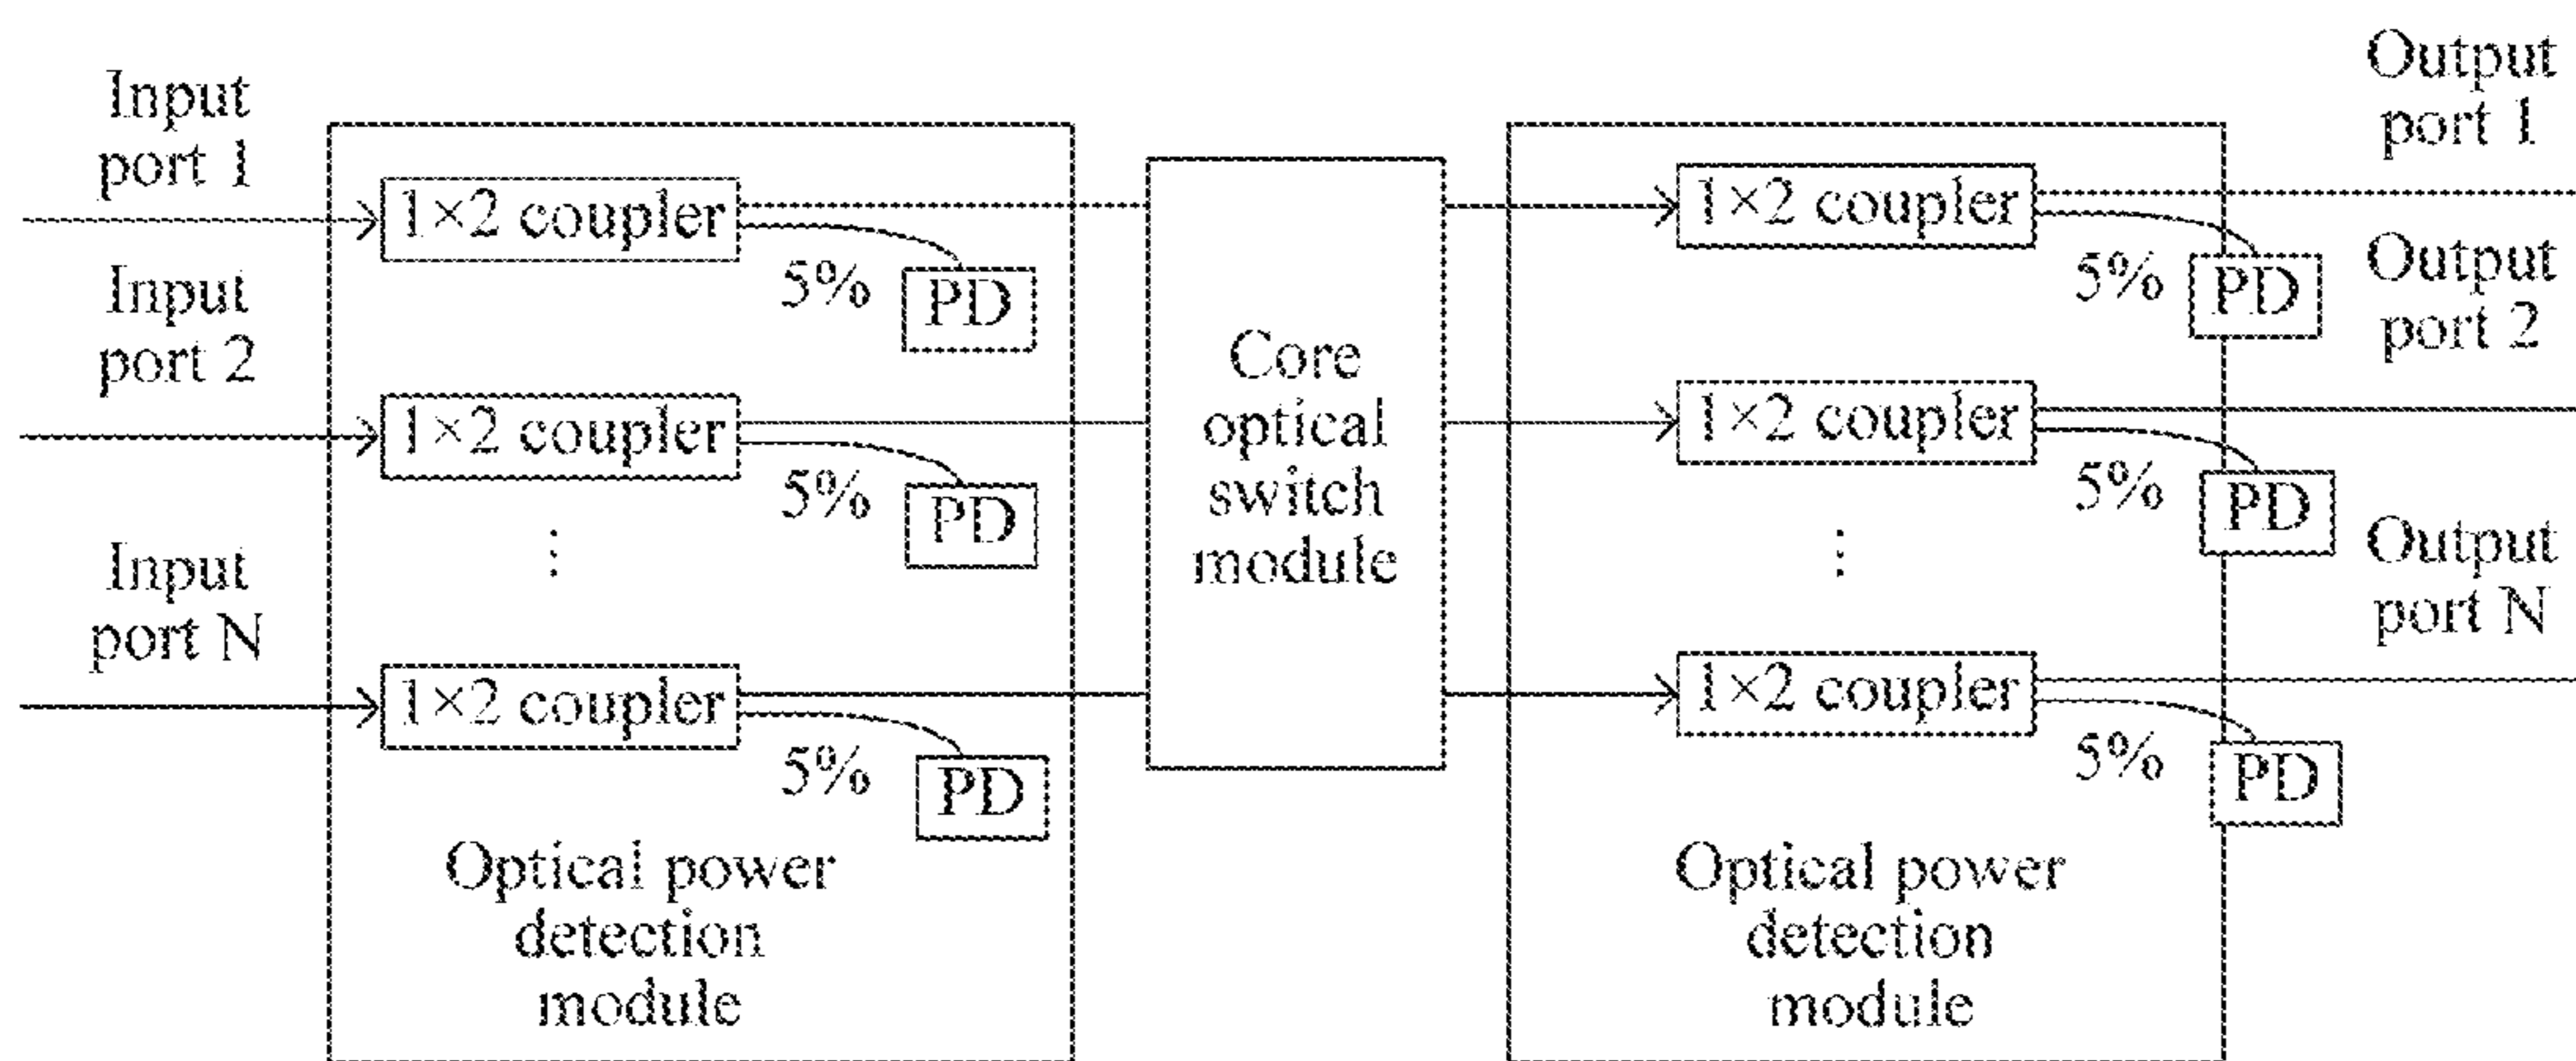 Input
port 1
Input
port 2
Input
port N
1×2 coupler
5%
PD
1×2 coupler
5%
PD
⋮
1×2 coupler
5%
PD
Optical power
detection
module
Core
optical
switch
module
1×2 coupler
5%
PD
1×2 coupler
5%
PD
⋮
1×2 coupler
5%
PD
Optical power
detection
module
Output
port 1
Output
port 2
Output
port N